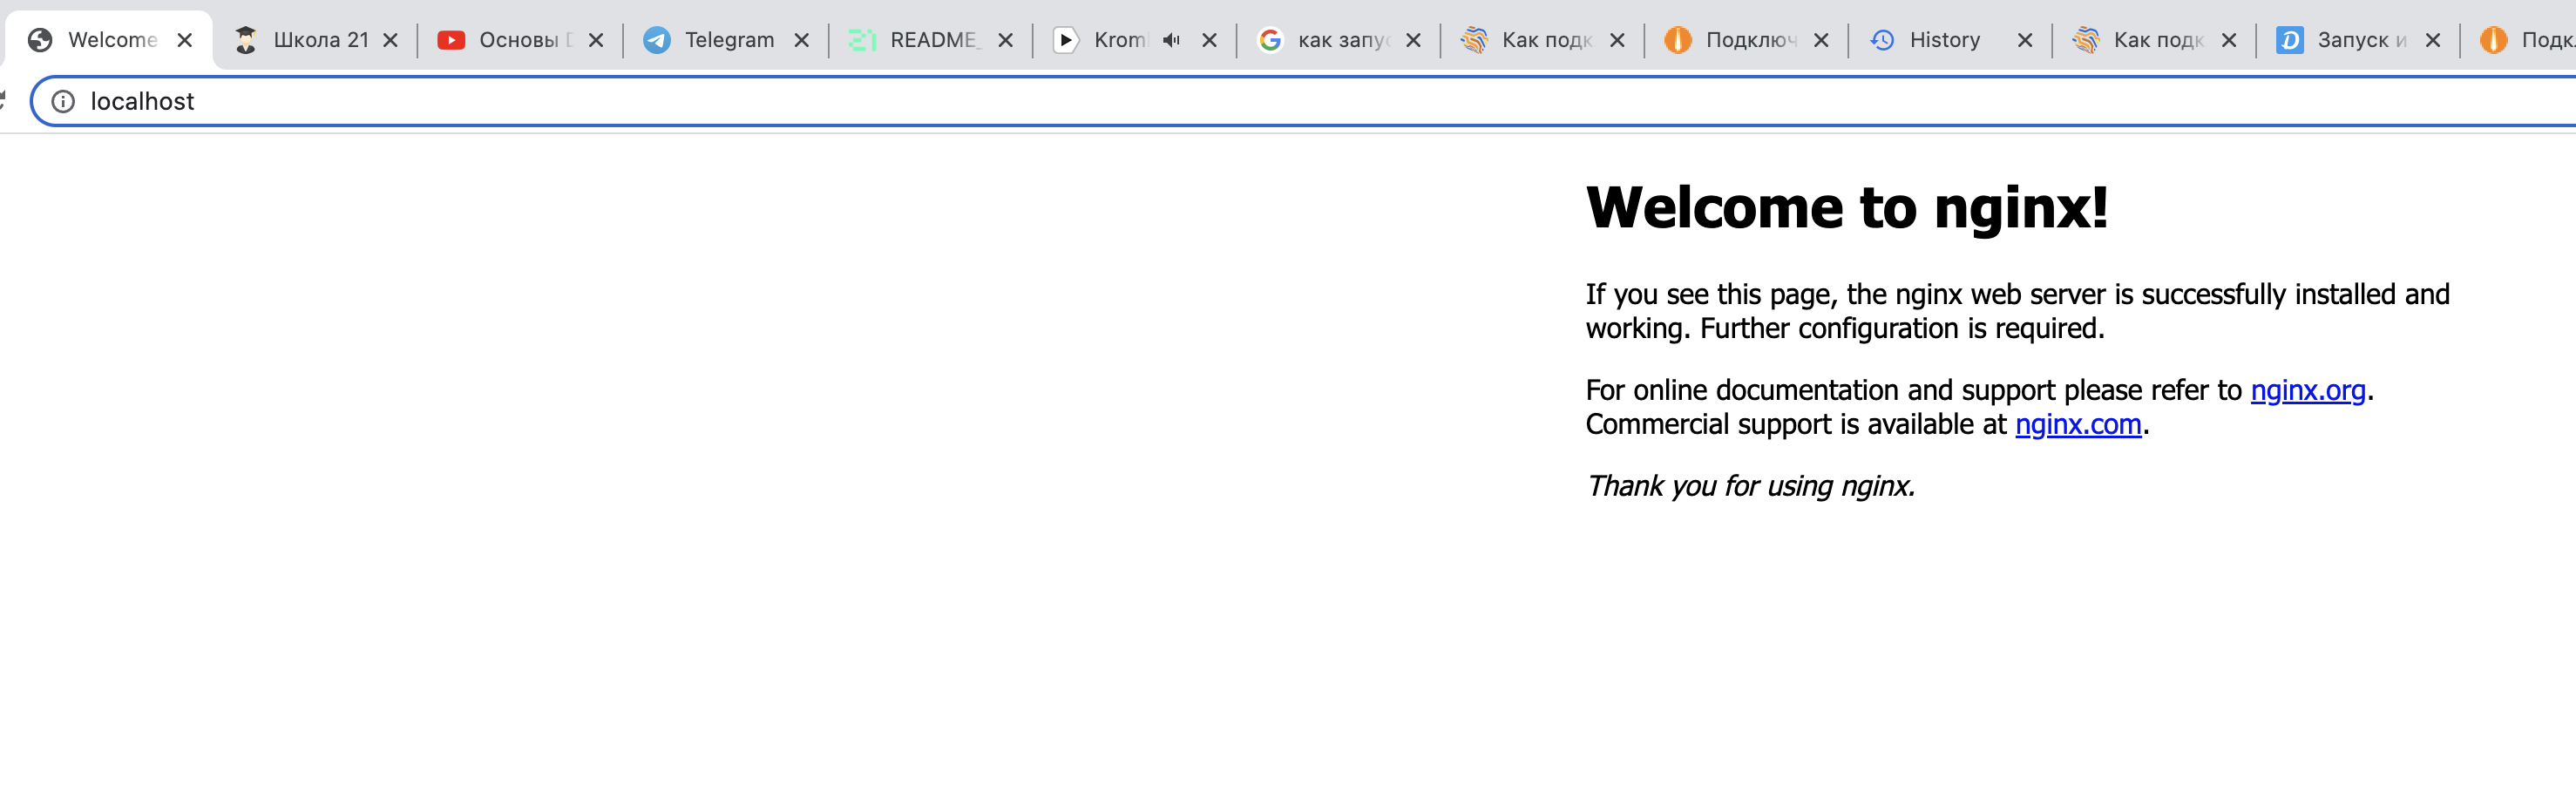 Welcome
Школа 21
Основы
Telegram
README_
Krom
как запус
Как подк
Подключ
History
Как подк
Запуск и
Подк
localhost
Welcome to nginx!
If you see this page, the nginx web server is successfully installed and
working. Further configuration is required.
For online documentation and support please refer to nginx.org.
Commercial support is available at nginx.com.
Thank you for using nginx.